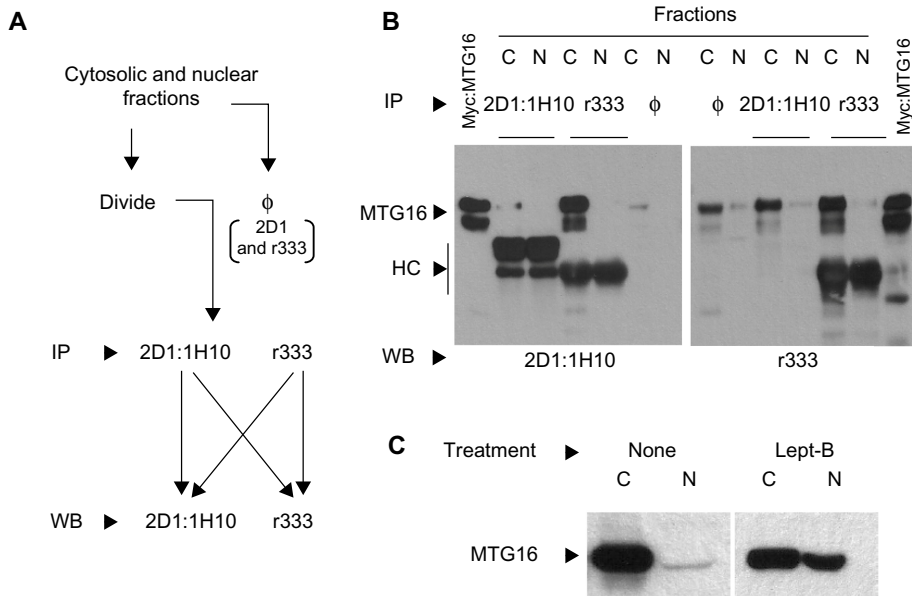 A
Cytosolic and nuclear
fractions
Divide
ϕ
2D1
and r333
IP 2D1:1H10 r333
WB 2D1:1H10 r333
B
Fractions
Myc:MTG16 C N C N C N C N C N C N Myc:MTG16
IP 2D1:1H10 r333 ϕ ϕ 2D1:1H10 r333
MTG16
HC
WB 2D1:1H10 r333
C
Treatment None Lept-B
C N C N
MTG16